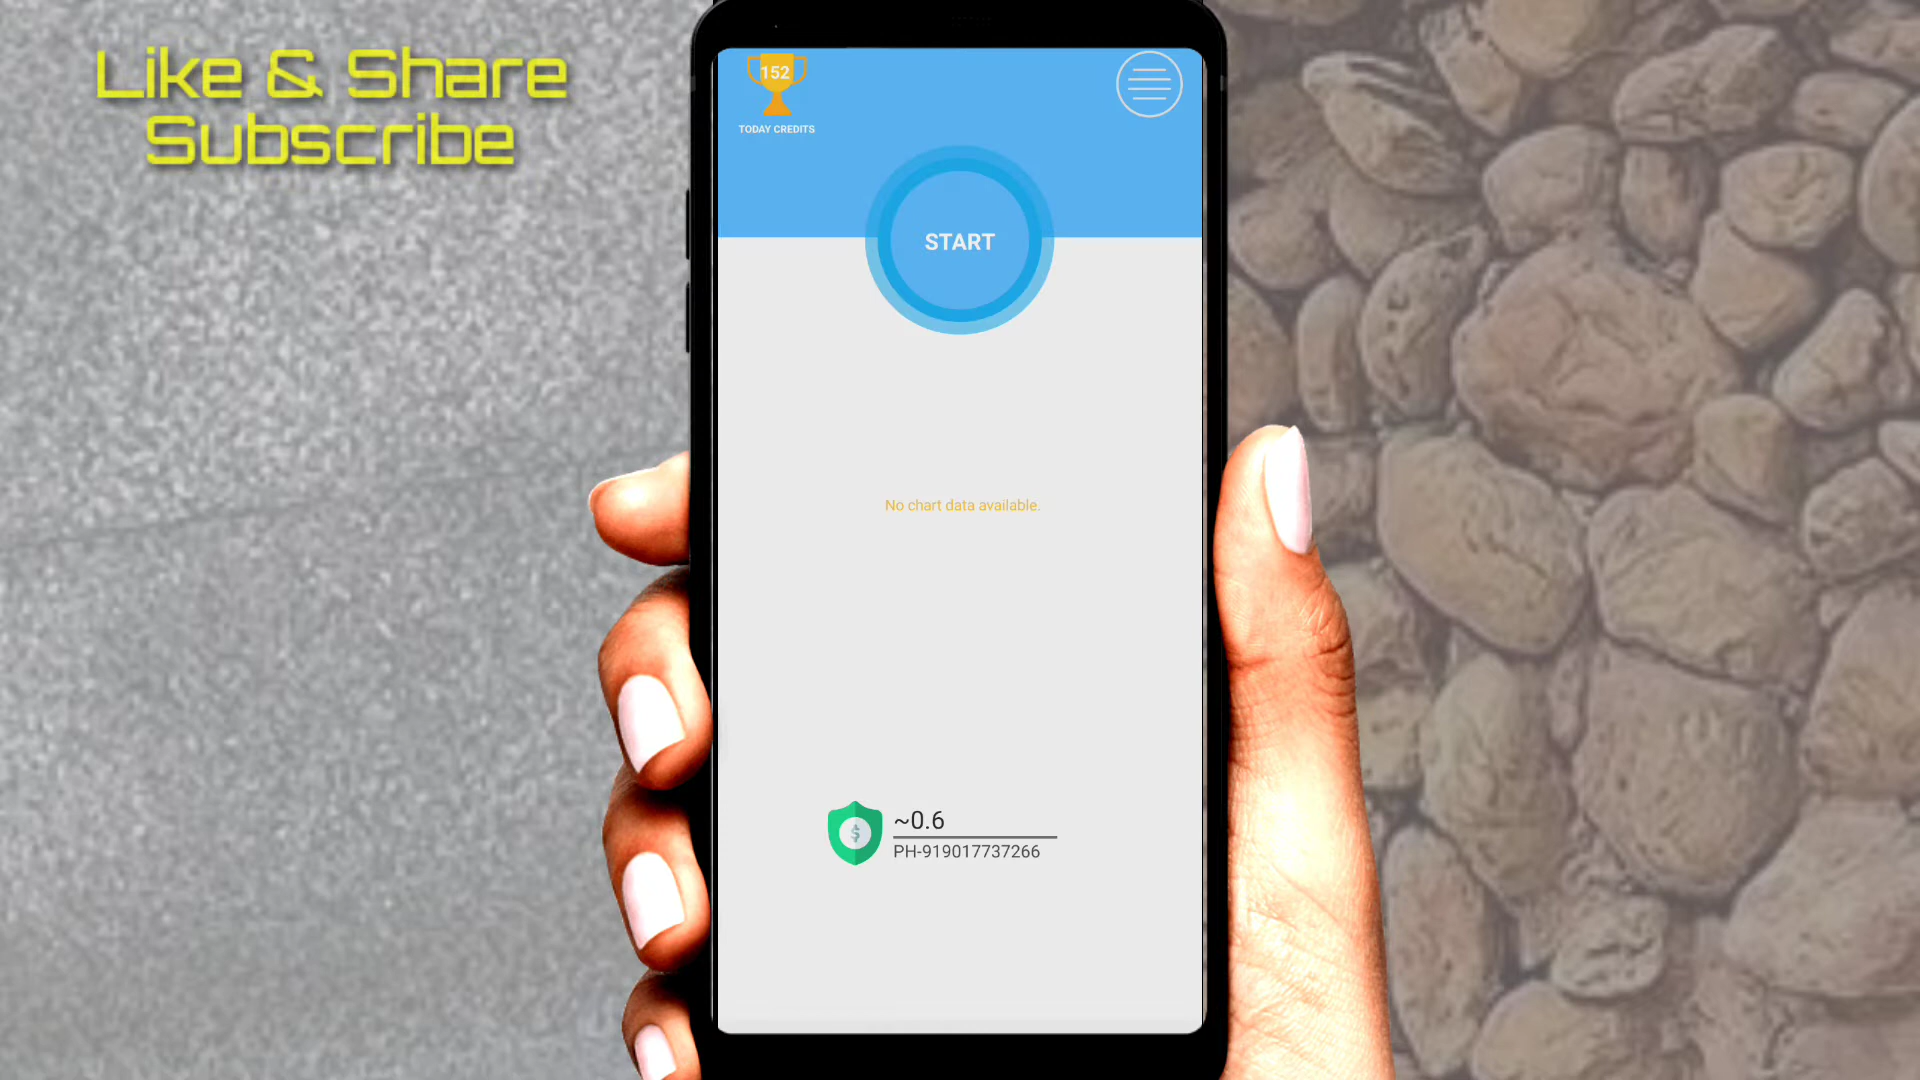 Like & Share
Subscribe
152
TODAY CREDITS
START
No chart data available.
$
~0.6
PH-919017737266